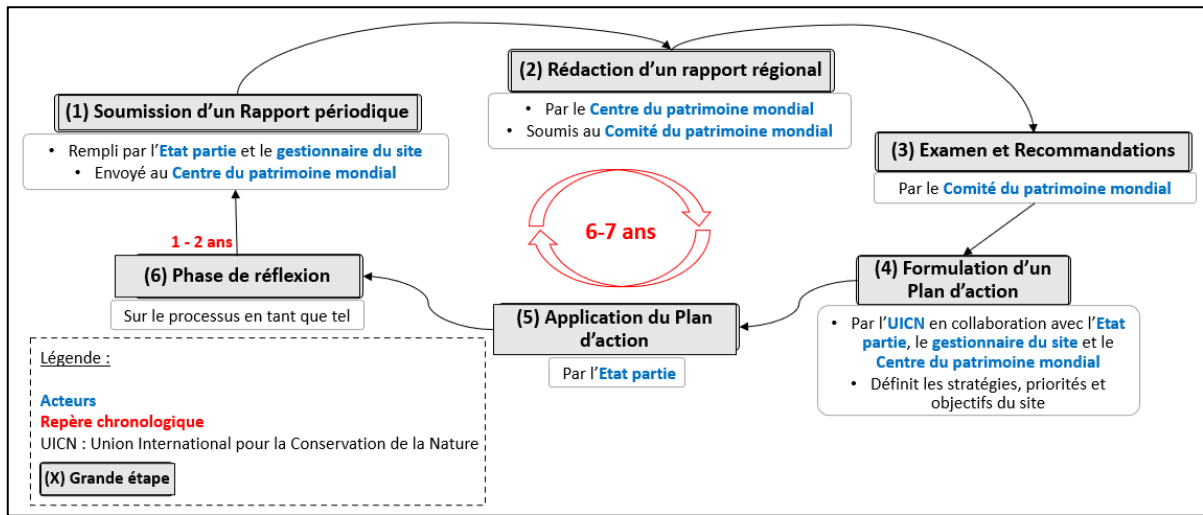 (1) Soumission d’un Rapport périodique
• Rempli par l’Etat partie et le gestionnaire du site
• Envoyé au Centre du patrimoine mondial
(2) Rédaction d’un rapport régional
• Par le Centre du patrimoine mondial
• Soumis au Comité du patrimoine mondial
(3) Examen et Recommandations
Par le Comité du patrimoine mondial
(4) Formulation d’un
Plan d’action
• Par l’UICN en collaboration avec l’Etat
partie, le gestionnaire du site et le
Centre du patrimoine mondial
• Définit les stratégies, priorités et
objectifs du site
(5) Application du Plan
d’action
Par l’Etat partie
(6) Phase de réflexion
Sur le processus en tant que tel
1 - 2 ans
6-7 ans
Légende :
Acteurs
Repère chronologique
UICN : Union International pour la Conservation de la Nature
(X) Grande étape